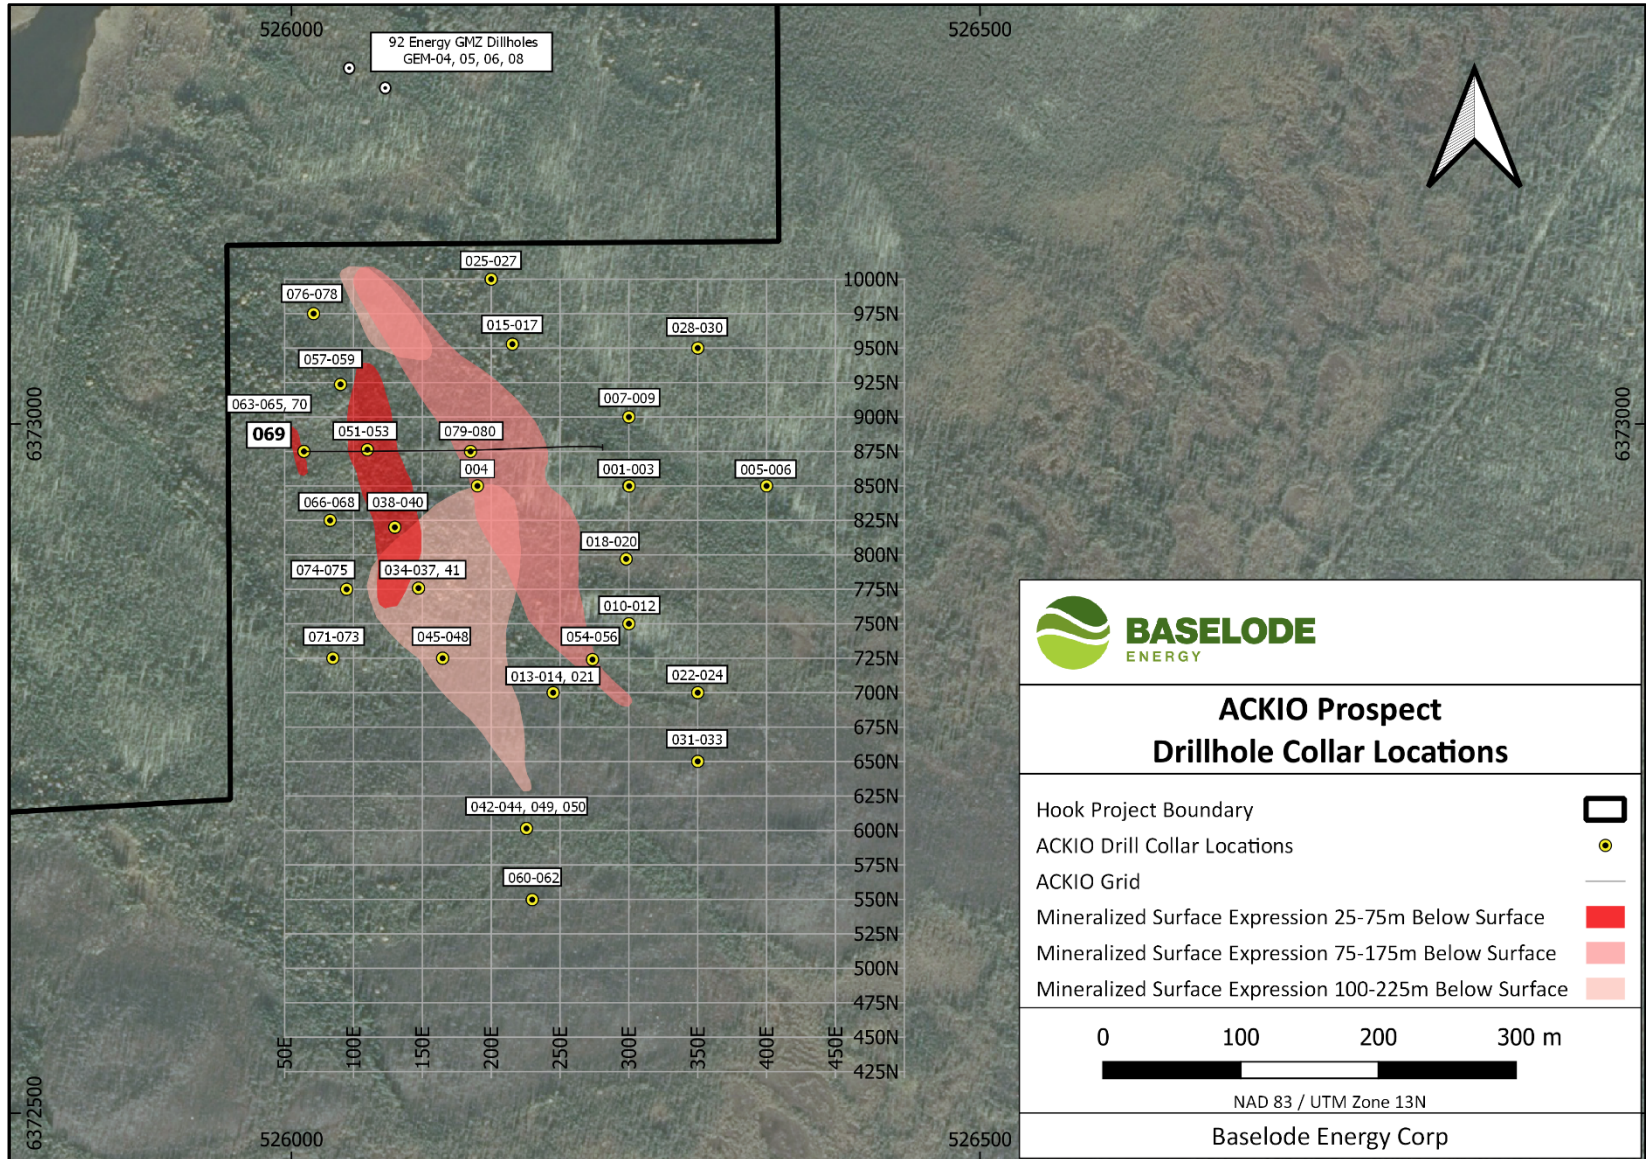 526000
526500
92 Energy GMZ Dillholes
GEM-04, 05, 06, 08
025-027
1000N
076-078
975N
015-017
028-030
950N
057-059
925N
063-065, 70
007-009
900N
6373000
6373000
069
051-053
079-080
875N
004
001-003
005-006
850N
066-068
038-040
825N
018-020
800N
074-075
034-037, 41
775N
010-012
750N
071-073
045-048
054-056
725N
013-014, 021
022-024
700N
675N
031-033
650N
625N
042-044, 049, 050
600N
575N
060-062
550N
525N
500N
475N
450N
425N
50E
100E
150E
200E
250E
300E
350E
400E
450E
6372500
526000
526500
BASELODE
ENERGY
ACKIO Prospect
Drillhole Collar Locations
Hook Project Boundary
ACKIO Drill Collar Locations
ACKIO Grid
Mineralized Surface Expression 25-75m Below Surface
Mineralized Surface Expression 75-175m Below Surface
Mineralized Surface Expression 100-225m Below Surface
0 100 200 300 m
NAD 83 / UTM Zone 13N
Baselode Energy Corp